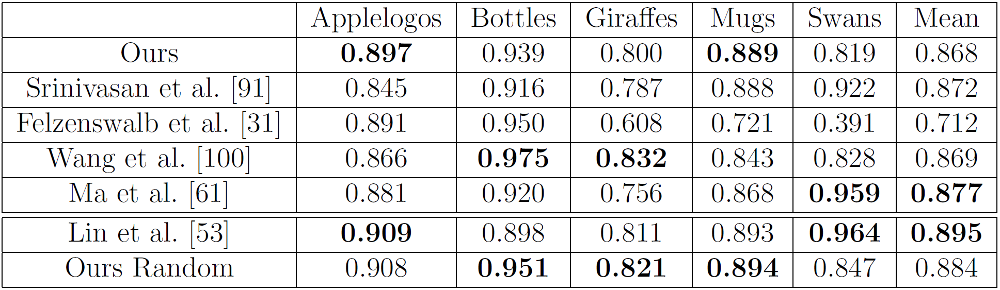 Applelogos Bottles Giraffes Mugs Swans Mean
Ours 0.897 0.939 0.800 0.889 0.819 0.868
Srinivasan et al. [91] 0.845 0.916 0.787 0.888 0.922 0.872
Felzenswalb et al. [31] 0.891 0.950 0.608 0.721 0.391 0.712
Wang et al. [100] 0.866 0.975 0.832 0.843 0.828 0.869
Ma et al. [61] 0.881 0.920 0.756 0.868 0.959 0.877
Lin et al. [53] 0.909 0.898 0.811 0.893 0.964 0.895
Ours Random 0.908 0.951 0.821 0.894 0.847 0.884